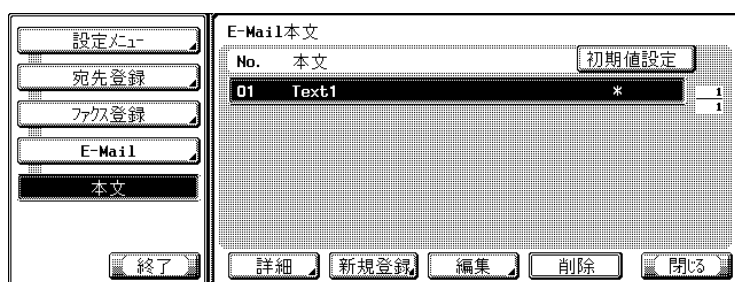 設定ﾒﾆｭｰ
宛先登録
ﾌｧｸｽ登録
E-Mail
本文
終了
E-Mail本文
No. 本文 初期値設定
01 Text1 *
1
1
詳細 新規登録 編集 削除 閉じる